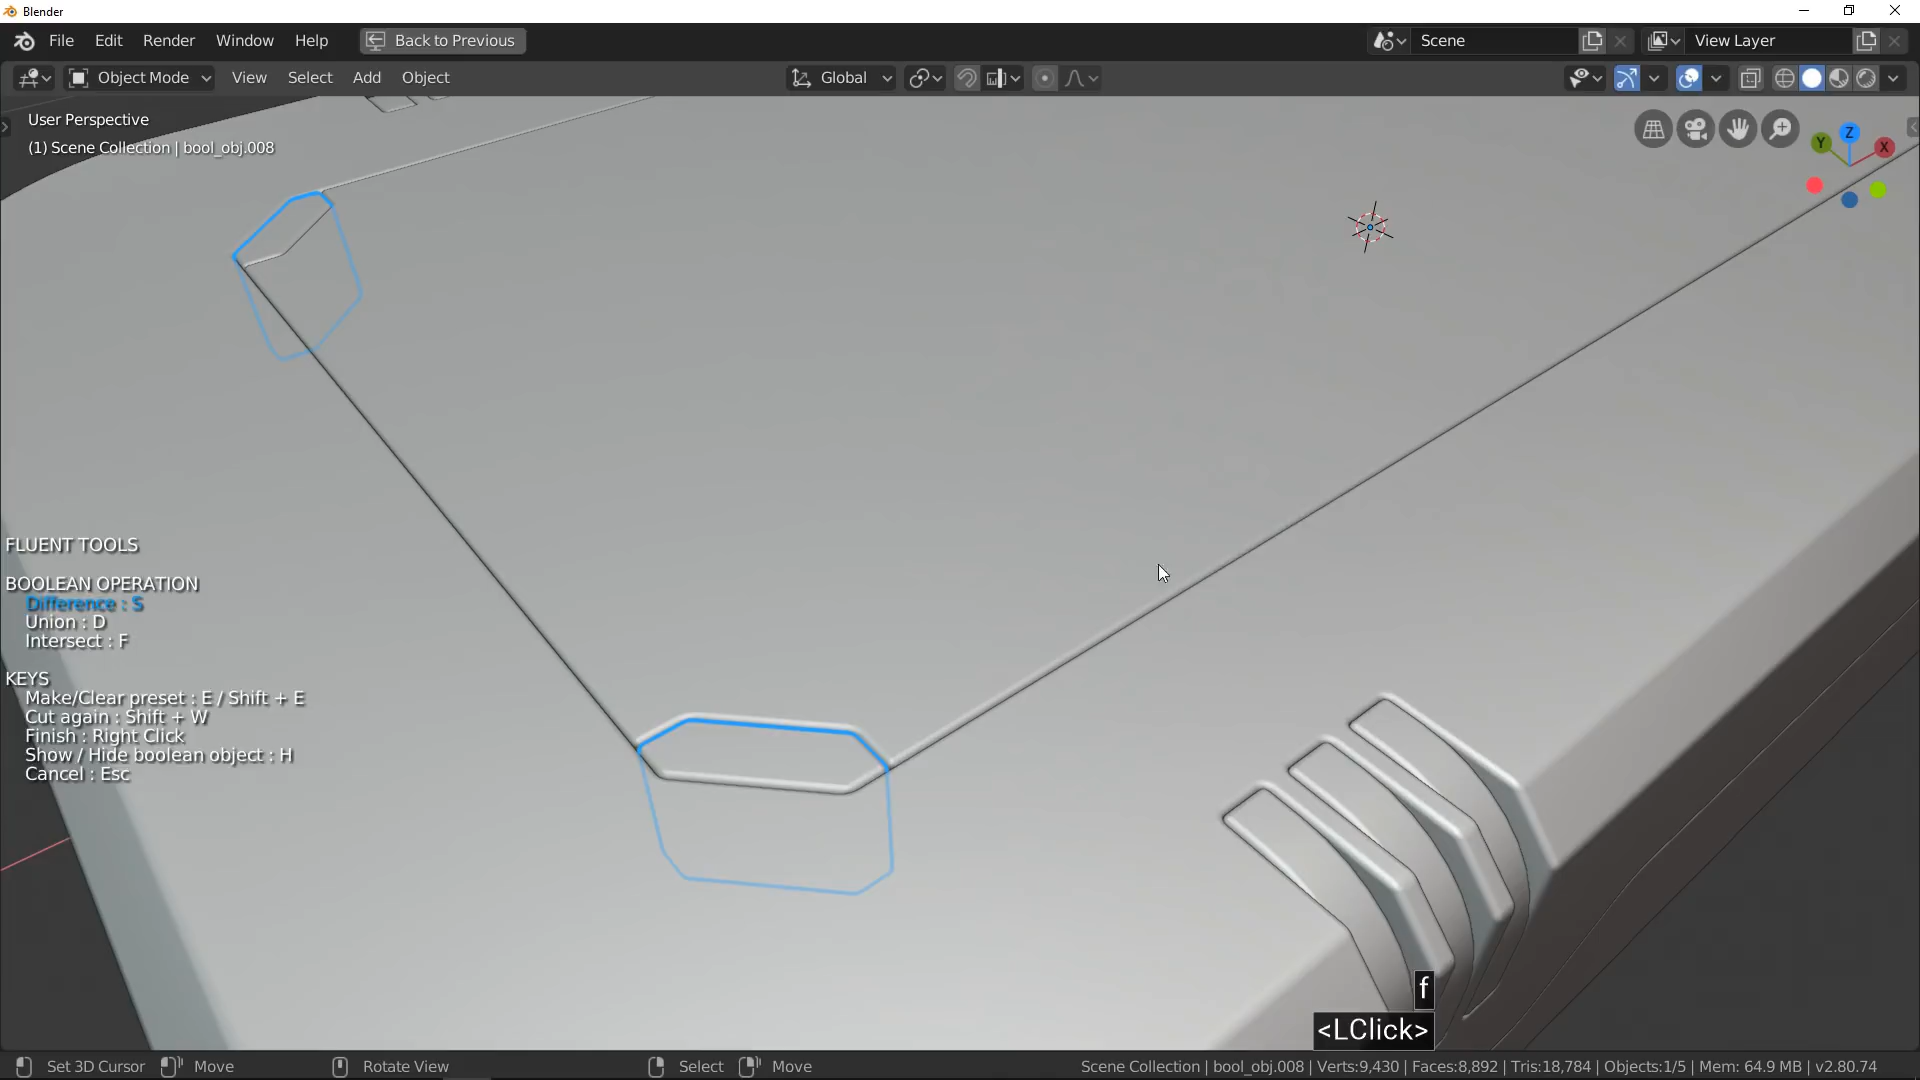 Blender
File Edit Render Window Help Back to Previous Scene View Layer
Object Mode View Select Add Object Global
User Perspective
(1) Scene Collection | bool_obj.008
Z
Y
X
FLUENT TOOLS
BOOLEAN OPERATION
Difference : S
Union : D
Intersect : F
KEYS
Make/Clear preset : E / Shift + E
Cut again : Shift + W
Finish : Right Click
Show / Hide boolean object : H
Cancel : Esc
f
<LClick>
Set 3D Cursor Move Rotate View Select Move Scene Collection | bool_obj.008 | Verts:9,430 | Faces:8,892 | Tris:18,784 | Objects:1/5 | Mem: 64.9 MB | v2.80.74